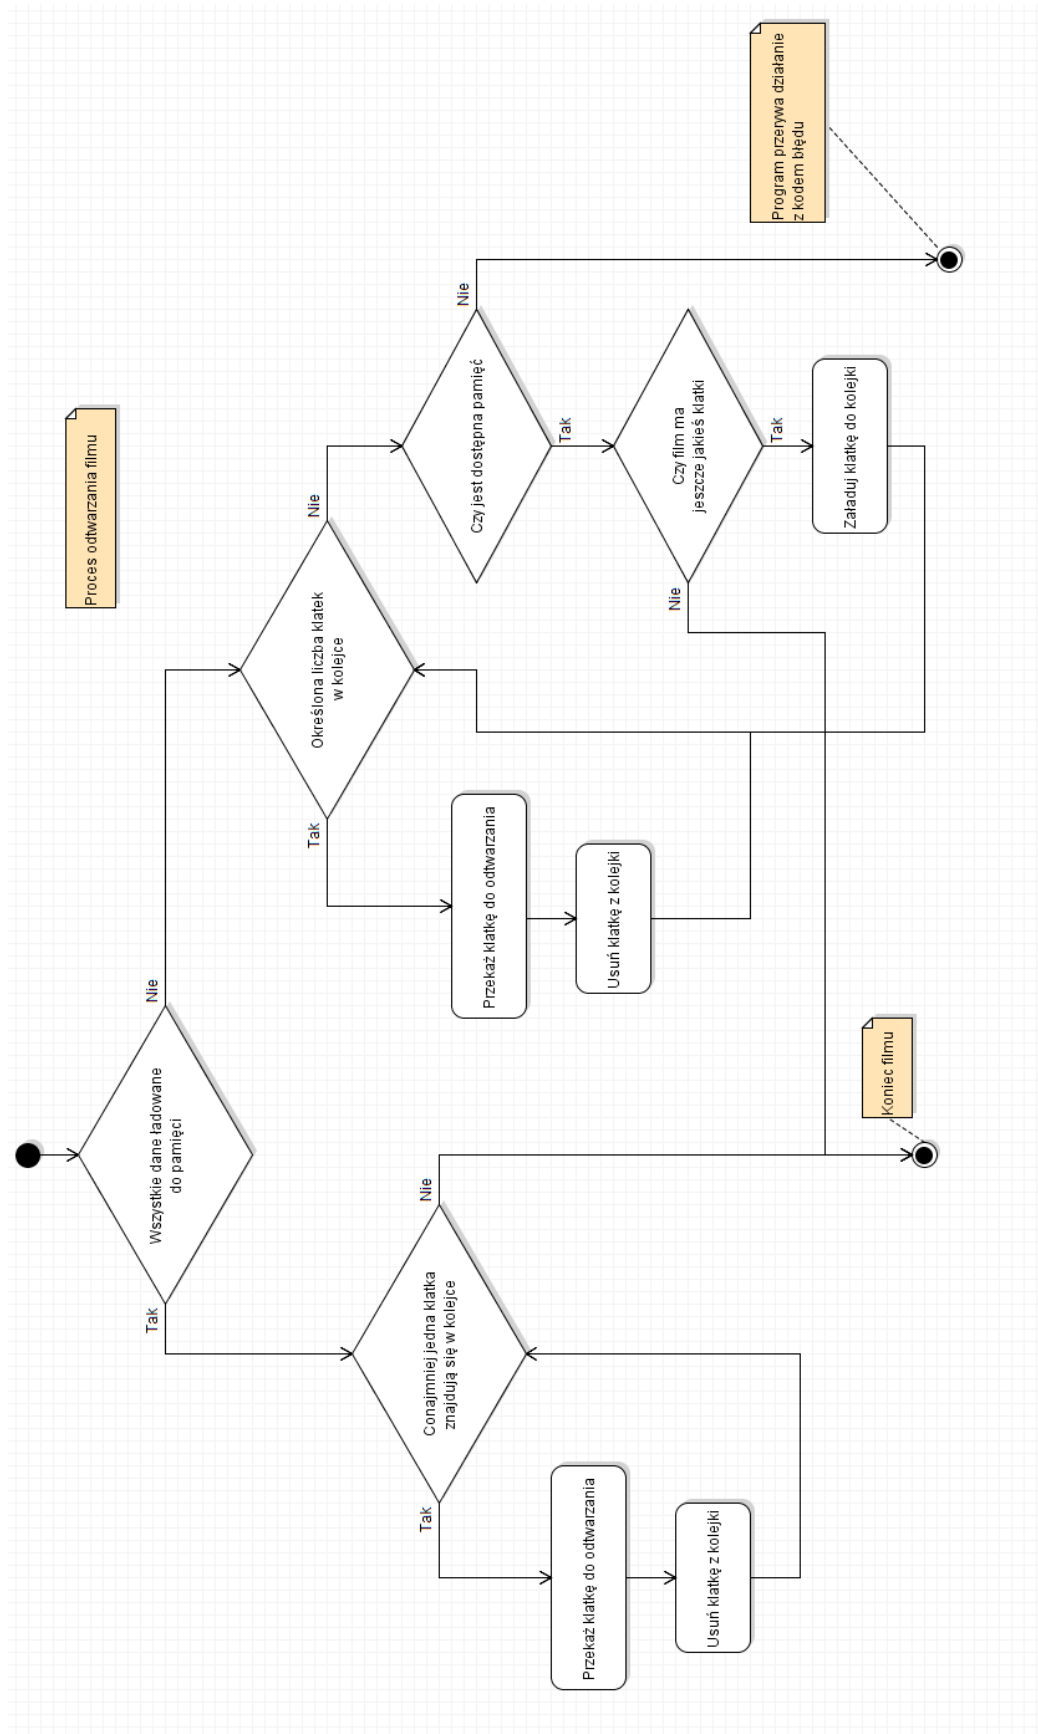 Proces odtwarzania filmu
Wszystkie dane ładowane
do pamięci
Tak
Nie
Conajmniej jedna klatka
znajdują się w kolejce
Tak
Nie
Przekaż klatkę do odtwarzania
Usuń klatkę z kolejki
Określona liczba klatek
w kolejce
Tak
Nie
Przekaż klatkę do odtwarzania
Usuń klatkę z kolejki
Czy jest dostępna pamięć
Nie
Tak
Czy film ma
jeszcze jakieś klatki
Nie
Tak
Załaduj klatkę do kolejki
Koniec filmu
Program przerywa działanie
z kodem błędu